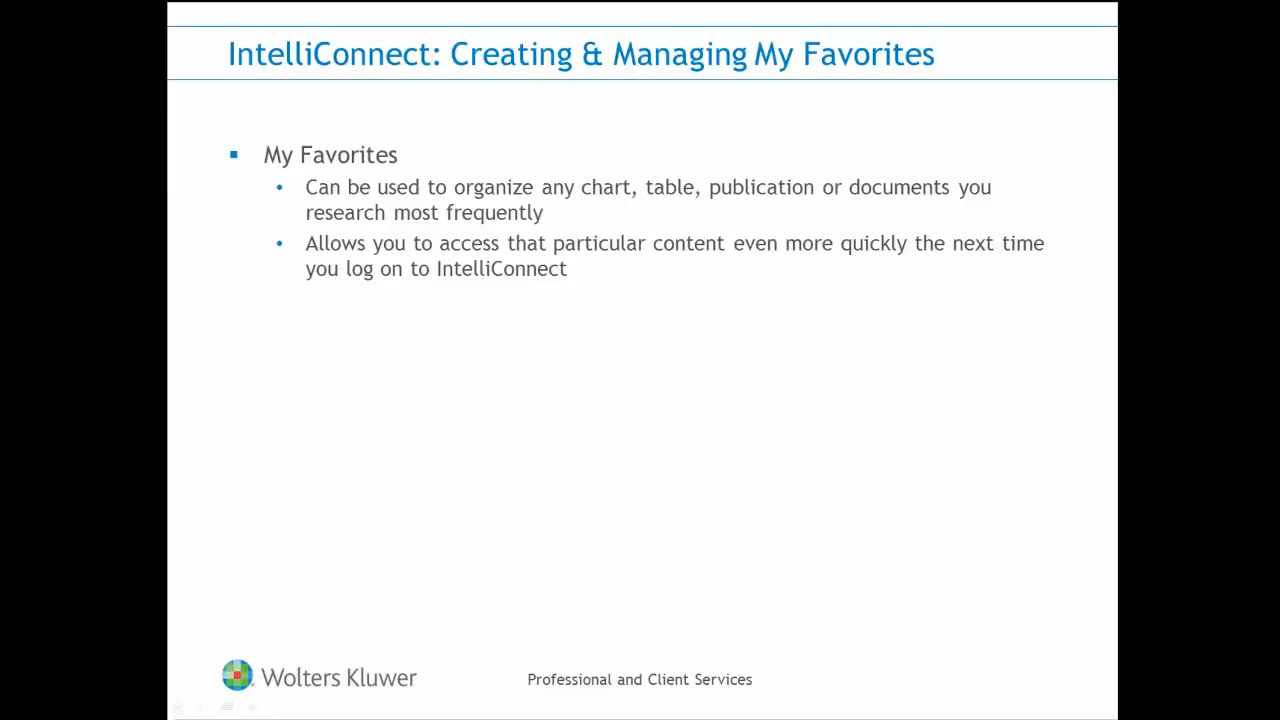 IntelliConnect: Creating & Managing My Favorites
▪ My Favorites
• Can be used to organize any chart, table, publication or documents you
research most frequently
• Allows you to access that particular content even more quickly the next time
you log on to IntelliConnect
Wolters Kluwer
Professional and Client Services